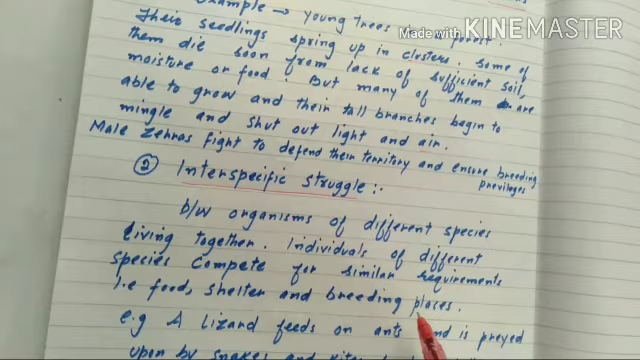 Example → young trees forest.
Made with KINEMASTER
Their seedlings spring up in clusters. Some of
them die soon from lack of sufficient soil,
moisture or food. But many of them are
able to grow and their tall branches begin to
mingle and shut out light and air.
Male Zebras fight to defend their territory and ensure breeding
previleges
② Interspecific struggle :-
b/w organisms of different species
living together. Individuals of different
species compete for similar requirements
i.e food, shelter and breeding places.
e.g A lizard feeds on ants and is preyed
upon by snakes and